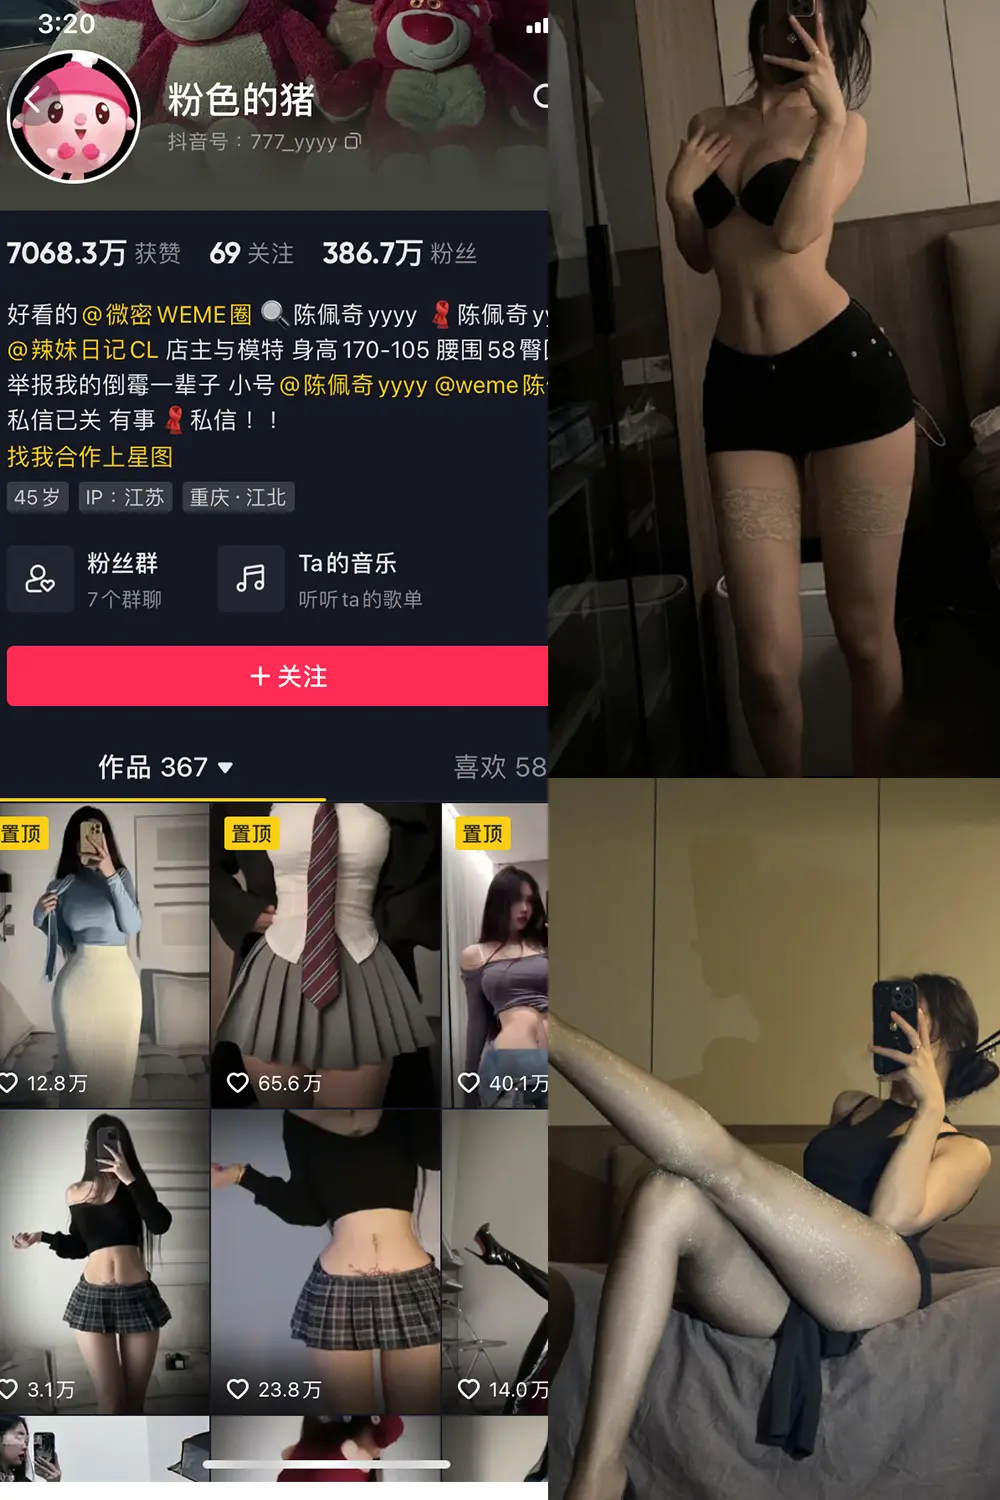 3:20
粉色的猪
抖音号：777_yyyy
7068.3万 获赞 69 关注 386.7万 粉丝
好看的@微密WEME圈 陈佩奇yyyy 陈佩奇y
@辣妹日记CL 店主与模特 身高170-105 腰围58臀
举报我的倒霉一辈子 小号@陈佩奇yyyy @weme陈
私信已关 有事 私信！！
找我合作上星图
45岁 IP：江苏 重庆·江北
粉丝群
7个群聊
Ta的音乐
听听ta的歌单
+ 关注
作品 367
喜欢 58
置顶 置顶 置顶
12.8万 65.6万 40.1万
3.1万 23.8万 14.0万